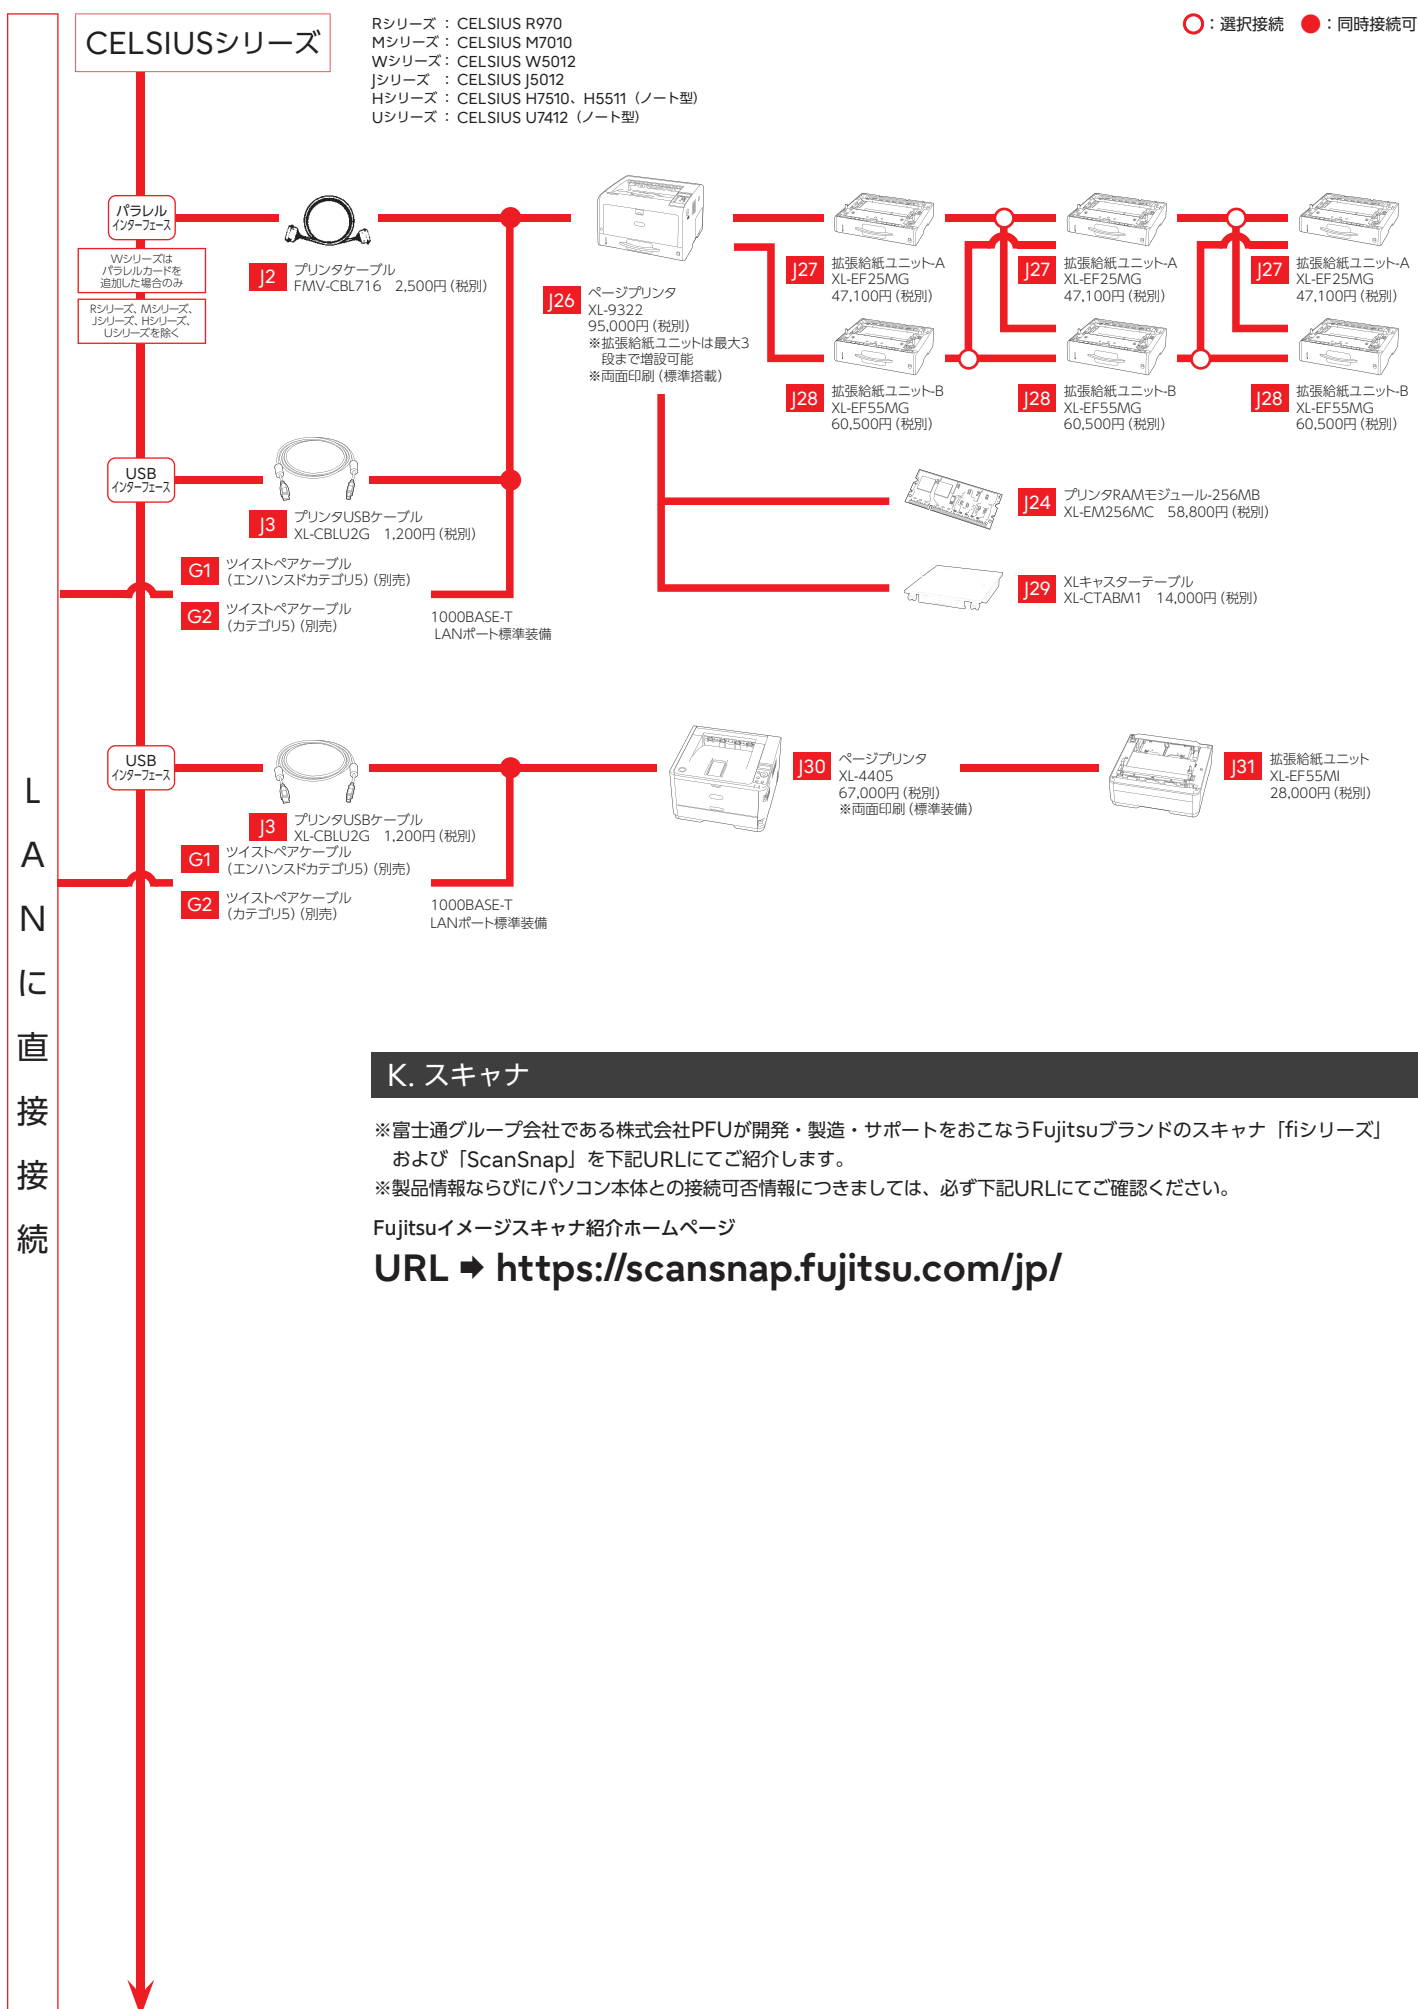 CELSIUSシリーズ
Rシリーズ ： CELSIUS R970
Mシリーズ ： CELSIUS M7010
Wシリーズ ： CELSIUS W5012
Jシリーズ ： CELSIUS J5012
Hシリーズ ： CELSIUS H7510、H5511（ノート型）
Uシリーズ ： CELSIUS U7412（ノート型）
○：選択接続 ●：同時接続可
パラレル
インターフェース
Wシリーズは
パラレルカードを
追加した場合のみ
Rシリーズ、Mシリーズ、
Jシリーズ、Hシリーズ、
Uシリーズを除く
J2 プリンタケーブル
FMV-CBL716 2,500円（税別）
J26 ページプリンタ
XL-9322
95,000円（税別）
※拡張給紙ユニットは最大3
段まで増設可能
※両面印刷（標準搭載）
J27 拡張給紙ユニット-A
XL-EF25MG
47,100円（税別）
J27 拡張給紙ユニット-A
XL-EF25MG
47,100円（税別）
J27 拡張給紙ユニット-A
XL-EF25MG
47,100円（税別）
J28 拡張給紙ユニット-B
XL-EF55MG
60,500円（税別）
J28 拡張給紙ユニット-B
XL-EF55MG
60,500円（税別）
J28 拡張給紙ユニット-B
XL-EF55MG
60,500円（税別）
USB
インターフェース
J3 プリンタUSBケーブル
XL-CBLU2G 1,200円（税別）
J24 プリンタRAMモジュール-256MB
XL-EM256MC 58,800円（税別）
G1 ツイストペアケーブル
（エンハンスドカテゴリ5）（別売）
G2 ツイストペアケーブル
（カテゴリ5）（別売）
1000BASE-T
LANポート標準装備
J29 XLキャスターテーブル
XL-CTABM1 14,000円（税別）
USB
インターフェース
J3 プリンタUSBケーブル
XL-CBLU2G 1,200円（税別）
G1 ツイストペアケーブル
（エンハンスドカテゴリ5）（別売）
G2 ツイストペアケーブル
（カテゴリ5）（別売）
1000BASE-T
LANポート標準装備
J30 ページプリンタ
XL-4405
67,000円（税別）
※両面印刷（標準装備）
J31 拡張給紙ユニット
XL-EF55MI
28,000円（税別）
LANに直接接続
K. スキャナ
※富士通グループ会社である株式会社PFUが開発・製造・サポートをおこなうFujitsuブランドのスキャナ「fiシリーズ」
および「ScanSnap」を下記URLにてご紹介します。
※製品情報ならびにパソコン本体との接続可否情報につきましては、必ず下記URLにてご確認ください。
Fujitsuイメージスキャナ紹介ホームページ
URL ➡ https://scansnap.fujitsu.com/jp/